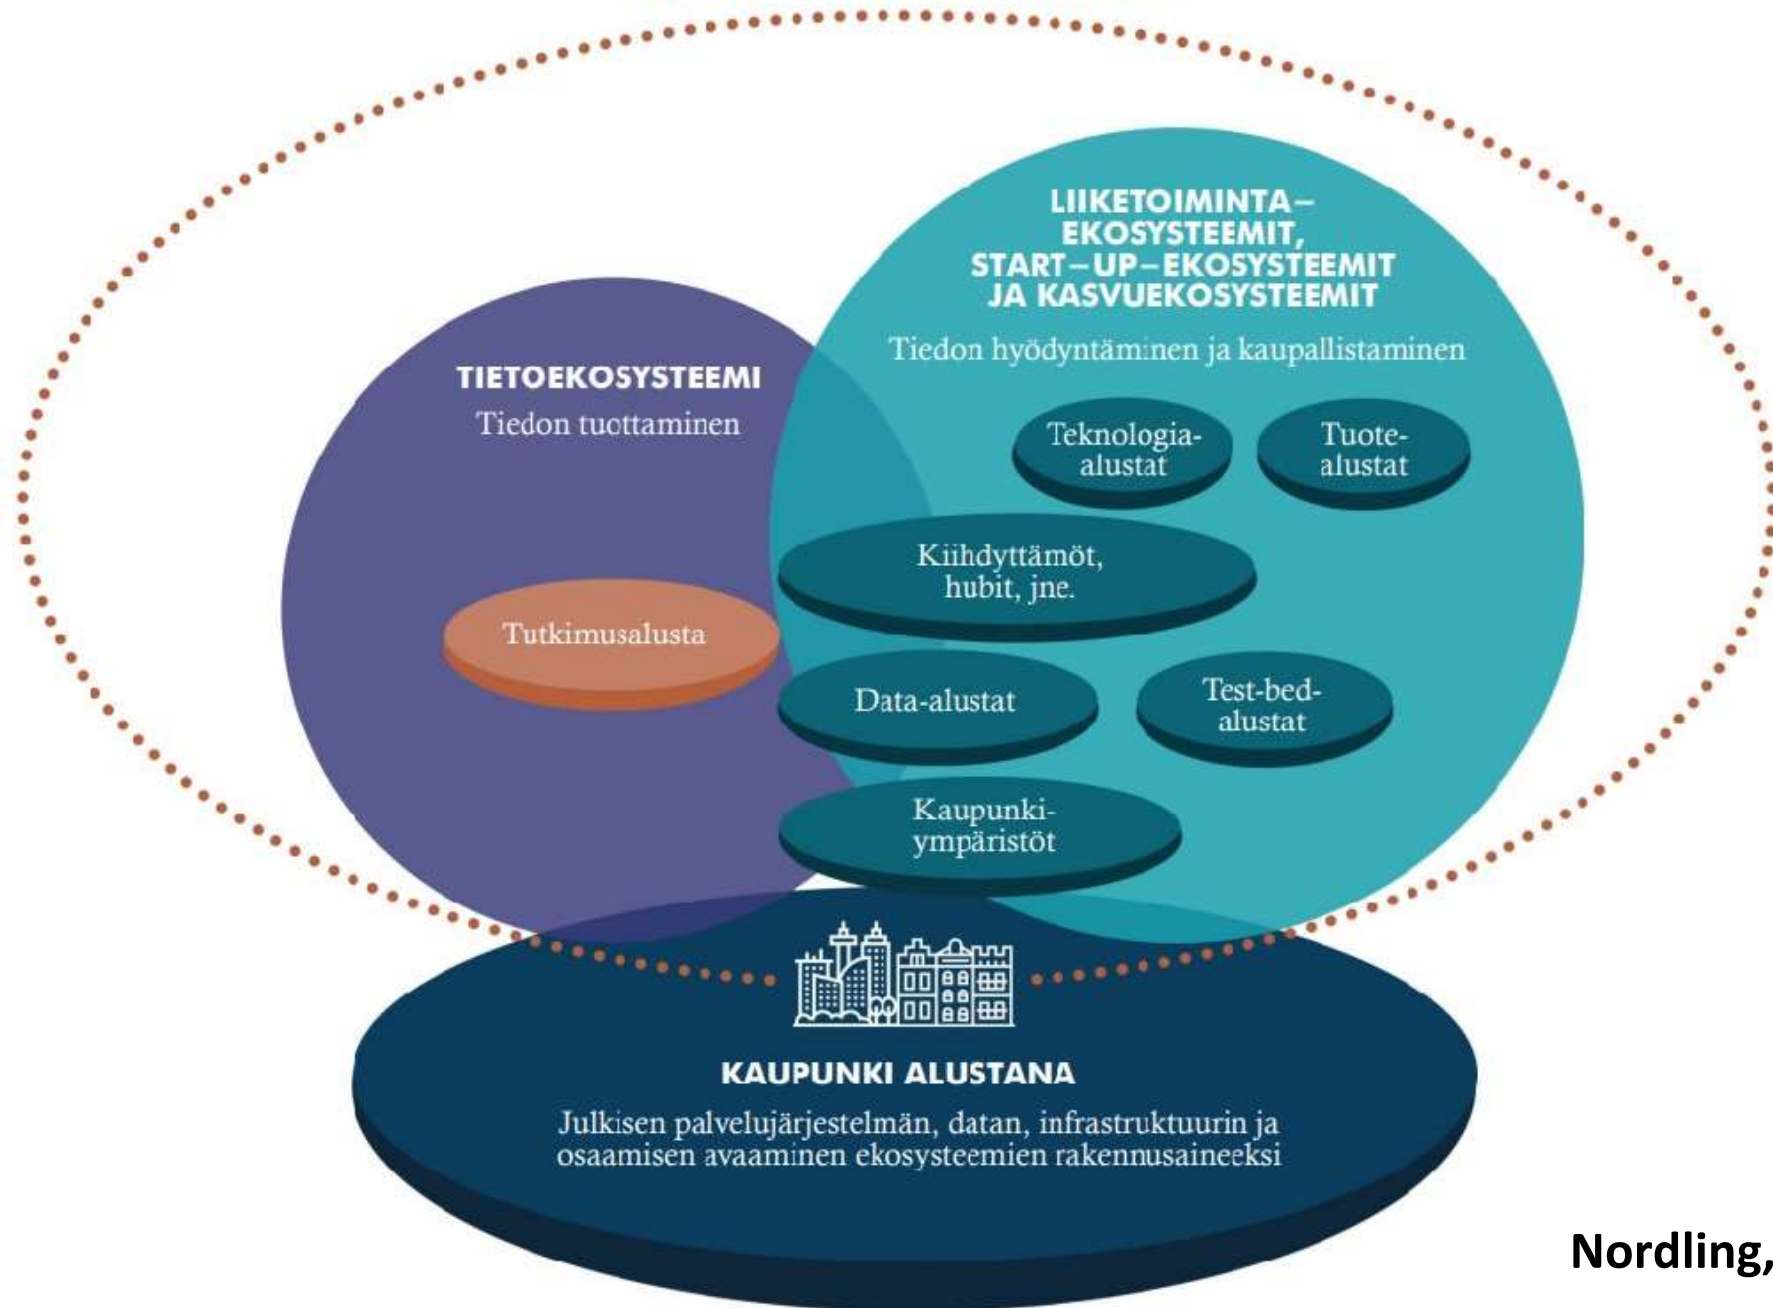 LIIKETOIMINTA–
EKOSYSTEEMIT,
START–UP–EKOSYSTEEMIT
JA KASVUEKOSYSTEEMIT
Tiedon hyödyntäminen ja kaupallistaminen
TIETOEKOSYSTEEMI
Tiedon tuottaminen
Teknologia-
alustat
Tuote-
alustat
Kiihdyttämöt,
hubit, jne.
Tutkimusalusta
Data-alustat
Test-bed-
alustat
Kaupunki-
ympäristöt
KAUPUNKI ALUSTANA
Julkisen palvelujärjestelmän, datan, infrastruktuurin ja
osaamisen avaaminen ekosysteemien rakennusaineeksi
Nordling,